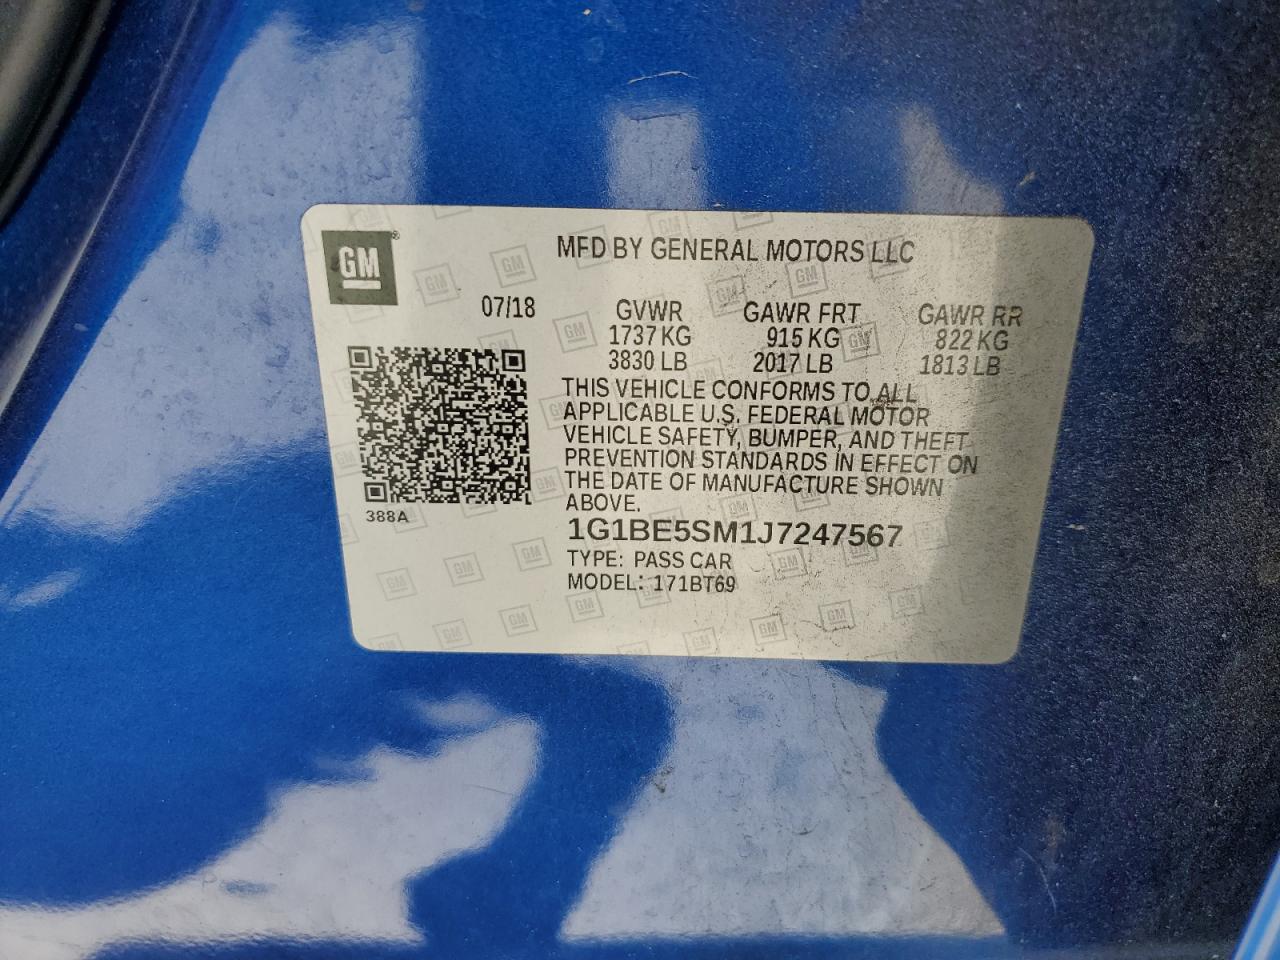 GM®
MFD BY GENERAL MOTORS LLC
07/18 GVWR GAWR FRT GAWR RR
1737 KG 915 KG 822 KG
3830 LB 2017 LB 1813 LB
THIS VEHICLE CONFORMS TO ALL
APPLICABLE U.S. FEDERAL MOTOR
VEHICLE SAFETY, BUMPER, AND THEFT
PREVENTION STANDARDS IN EFFECT ON
THE DATE OF MANUFACTURE SHOWN
ABOVE.
388A
1G1BE5SM1J7247567
TYPE: PASS CAR
MODEL: 171BT69